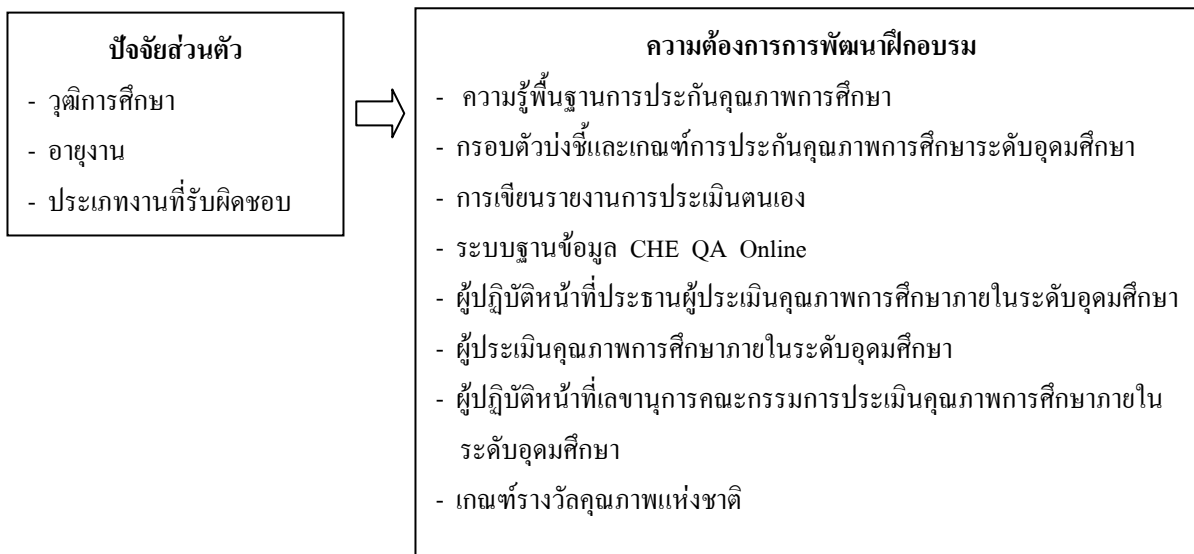 ปัจจัยส่วนตัว
- วุฒิการศึกษา
- อายุงาน
- ประเภทงานที่รับผิดชอบ
ความต้องการการพัฒนาฝึกอบรม
- ความรู้พื้นฐานการประกันคุณภาพการศึกษา
- กรอบตัวบ่งชี้และเกณฑ์การประกันคุณภาพการศึกษาระดับอุดมศึกษา
- การเขียนรายงานการประเมินตนเอง
- ระบบฐานข้อมูล CHE QA Online
- ผู้ปฏิบัติหน้าที่ประธานผู้ประเมินคุณภาพการศึกษาภายในระดับอุดมศึกษา
- ผู้ประเมินคุณภาพการศึกษาภายในระดับอุดมศึกษา
- ผู้ปฏิบัติหน้าที่เลขานุการคณะกรรมการประเมินคุณภาพการศึกษาภายใน
ระดับอุดมศึกษา
- เกณฑ์รางวัลคุณภาพแห่งชาติ